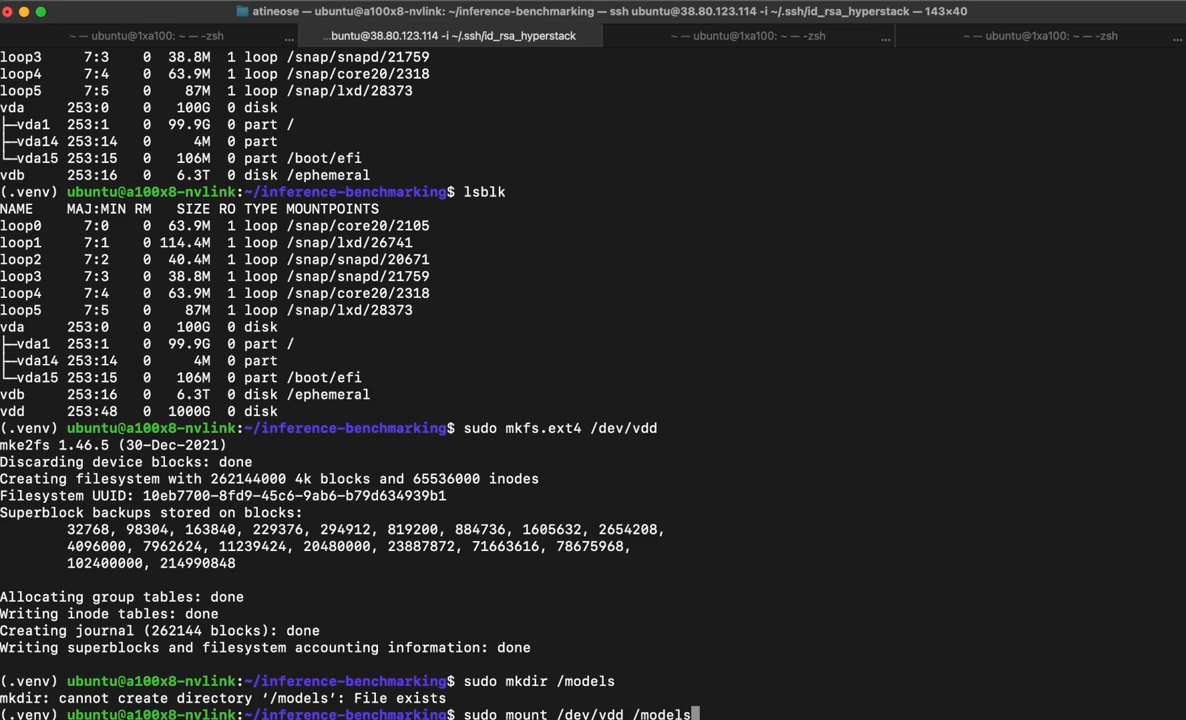 atineose — ubuntu@a100x8-nvlink: ~/inference-benchmarking — ssh ubuntu@38.80.123.114 -i ~/.ssh/id_rsa_hyperstack — 143×40
~ — ubuntu@1xa100: ~ — -zsh ... ...buntu@38.80.123.114 -i ~/.ssh/id_rsa_hyperstack ~ — ubuntu@1xa100: ~ — -zsh ... ~ — ubuntu@1xa100: ~ — -zsh ...
loop3     7:3    0  38.8M  1 loop /snap/snapd/21759
loop4     7:4    0  63.9M  1 loop /snap/core20/2318
loop5     7:5    0    87M  1 loop /snap/lxd/28373
vda     253:0    0   100G  0 disk
├─vda1  253:1    0  99.9G  0 part /
├─vda14 253:14   0     4M  0 part
└─vda15 253:15   0   106M  0 part /boot/efi
vdb     253:16   0   6.3T  0 disk /ephemeral
(.venv) ubuntu@a100x8-nvlink:~/inference-benchmarking$ lsblk
NAME    MAJ:MIN RM   SIZE RO TYPE MOUNTPOINTS
loop0     7:0    0  63.9M  1 loop /snap/core20/2105
loop1     7:1    0 114.4M  1 loop /snap/lxd/26741
loop2     7:2    0  40.4M  1 loop /snap/snapd/20671
loop3     7:3    0  38.8M  1 loop /snap/snapd/21759
loop4     7:4    0  63.9M  1 loop /snap/core20/2318
loop5     7:5    0    87M  1 loop /snap/lxd/28373
vda     253:0    0   100G  0 disk
├─vda1  253:1    0  99.9G  0 part /
├─vda14 253:14   0     4M  0 part
└─vda15 253:15   0   106M  0 part /boot/efi
vdb     253:16   0   6.3T  0 disk /ephemeral
vdd     253:48   0  1000G  0 disk
(.venv) ubuntu@a100x8-nvlink:~/inference-benchmarking$ sudo mkfs.ext4 /dev/vdd
mke2fs 1.46.5 (30-Dec-2021)
Discarding device blocks: done
Creating filesystem with 262144000 4k blocks and 65536000 inodes
Filesystem UUID: 10eb7700-8fd9-45c6-9ab6-b79d634939b1
Superblock backups stored on blocks:
        32768, 98304, 163840, 229376, 294912, 819200, 884736, 1605632, 2654208,
        4096000, 7962624, 11239424, 20480000, 23887872, 71663616, 78675968,
        102400000, 214990848
Allocating group tables: done
Writing inode tables: done
Creating journal (262144 blocks): done
Writing superblocks and filesystem accounting information: done
(.venv) ubuntu@a100x8-nvlink:~/inference-benchmarking$ sudo mkdir /models
mkdir: cannot create directory ‘/models’: File exists
(.venv) ubuntu@a100x8-nvlink:~/inference-benchmarking$ sudo mount /dev/vdd /models